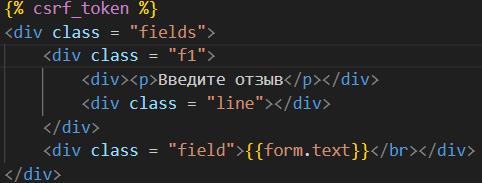 {% csrf_token %}
<div class = "fields">
    <div class = "f1">
        <div><p>Введите отзыв</p></div>
        <div class = "line"></div>
    </div>
    <div class = "field">{{form.text}}</br></div>
</div>